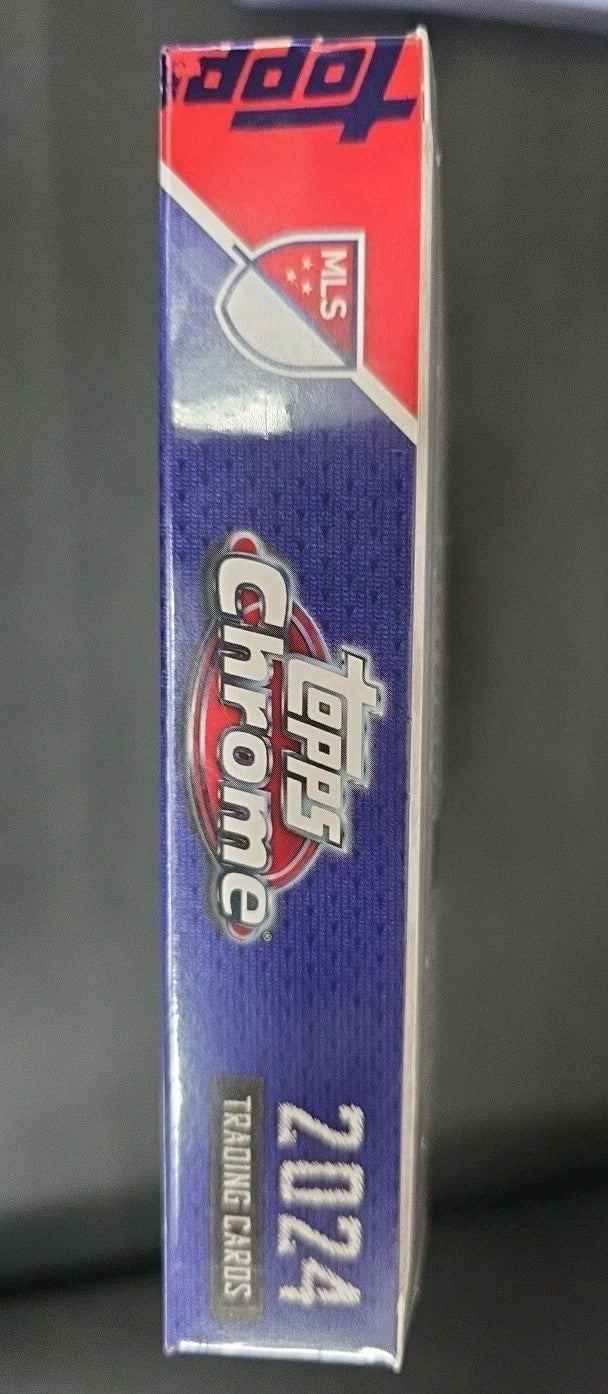 Topps
MLS
topps
Chrome
2024
TRADING CARDS